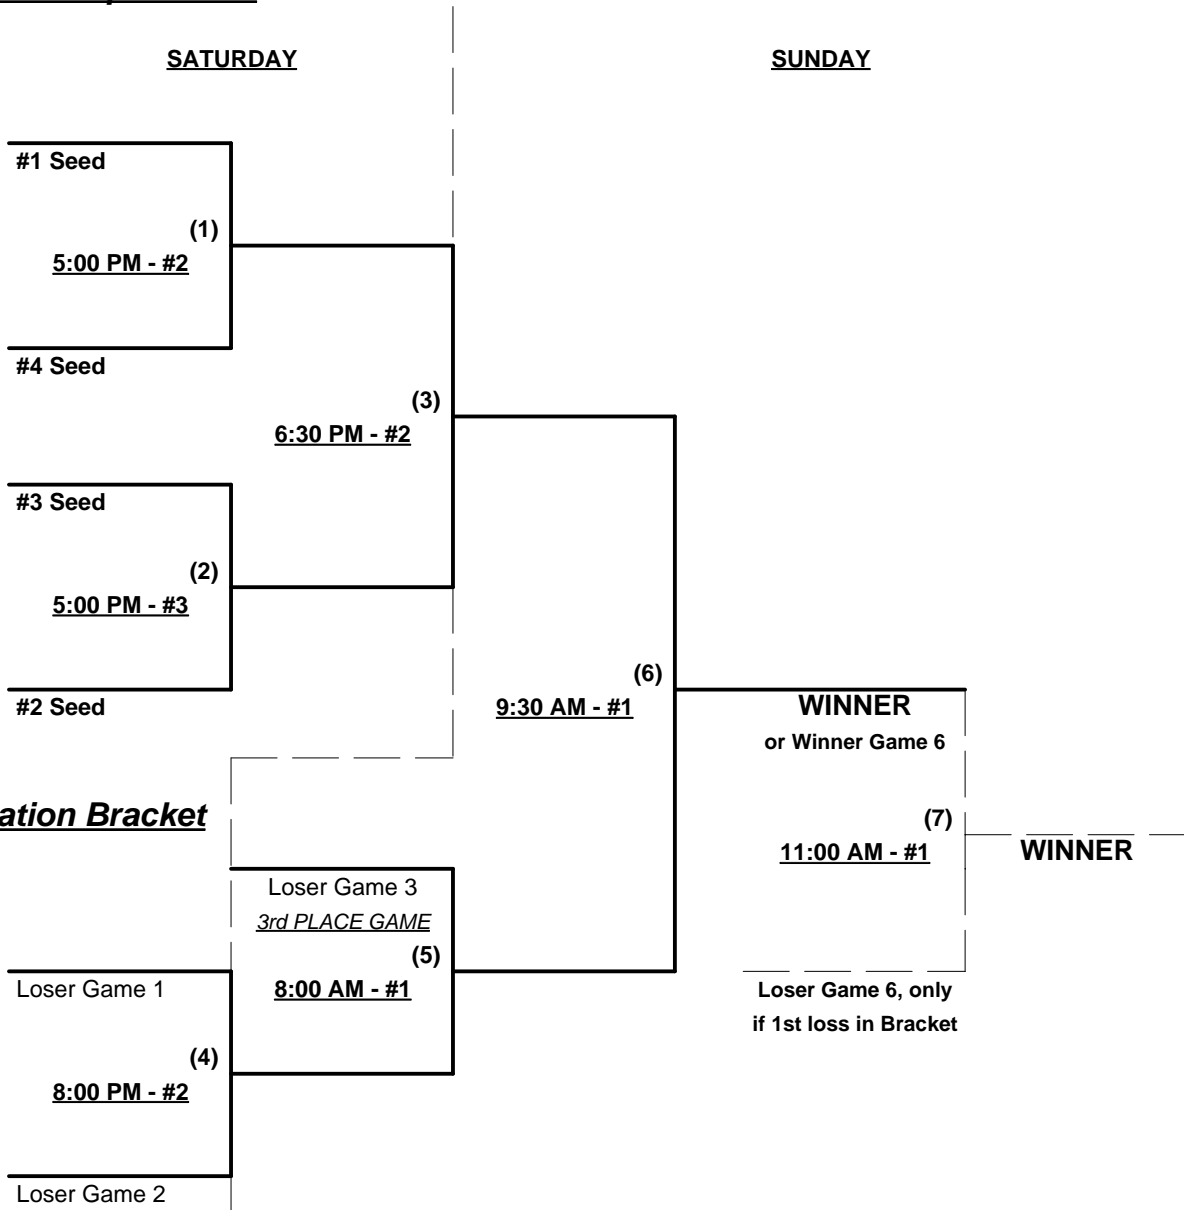 SATURDAY
SUNDAY
#1 Seed
(1)
5:00 PM - #2
#4 Seed
(3)
6:30 PM - #2
#3 Seed
(2)
5:00 PM - #3
#2 Seed
(6)
9:30 AM - #1
WINNER
or Winner Game 6
ation Bracket
(7)
11:00 AM - #1
WINNER
Loser Game 3
3rd PLACE GAME
(5)
8:00 AM - #1
Loser Game 1
Loser Game 6, only
if 1st loss in Bracket
(4)
8:00 PM - #2
Loser Game 2